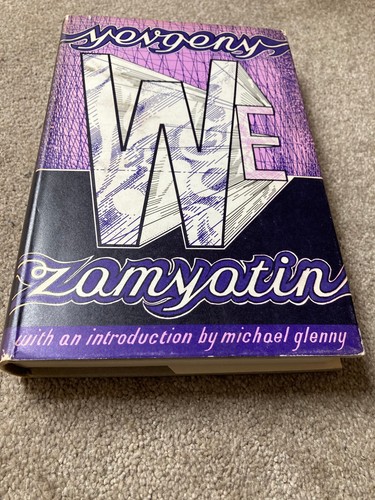 yevgeny
WE
zamyatin
with an introduction by michael glenny